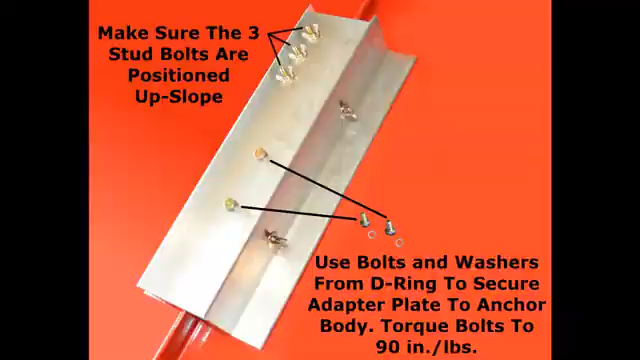 Make Sure The 3
Stud Bolts Are
Positioned
Up-Slope
Use Bolts and Washers
From D-Ring To Secure
Adapter Plate To Anchor
Body. Torque Bolts To
90 in./lbs.